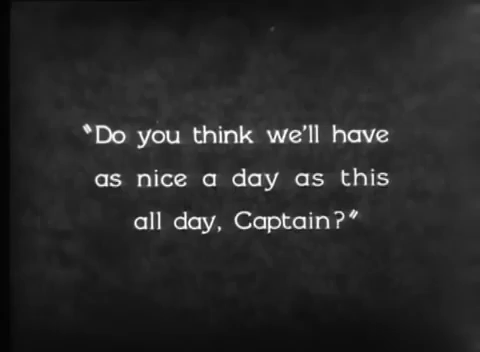 "Do you think we'll have
as nice a day as this
all day, Captain?"